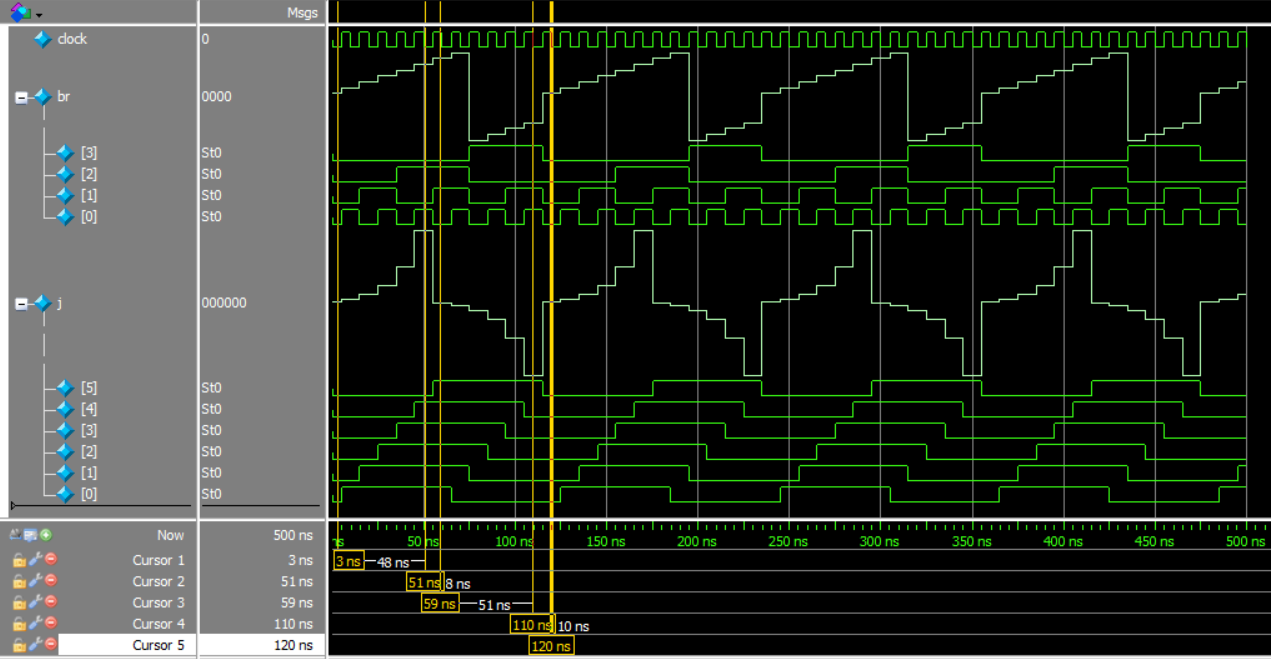 Msgs
clock 0
br 0000
[3] St0
[2] St0
[1] St0
[0] St0
j 000000
[5] St0
[4] St0
[3] St0
[2] St0
[1] St0
[0] St0
Now 500 ns 50 ns 100 ns 150 ns 200 ns 250 ns 300 ns 350 ns 400 ns 450 ns 500 ns
Cursor 1 3 ns 3 ns 48 ns
Cursor 2 51 ns 51 ns 8 ns
Cursor 3 59 ns 59 ns 51 ns
Cursor 4 110 ns 110 ns 10 ns
Cursor 5 120 ns 120 ns